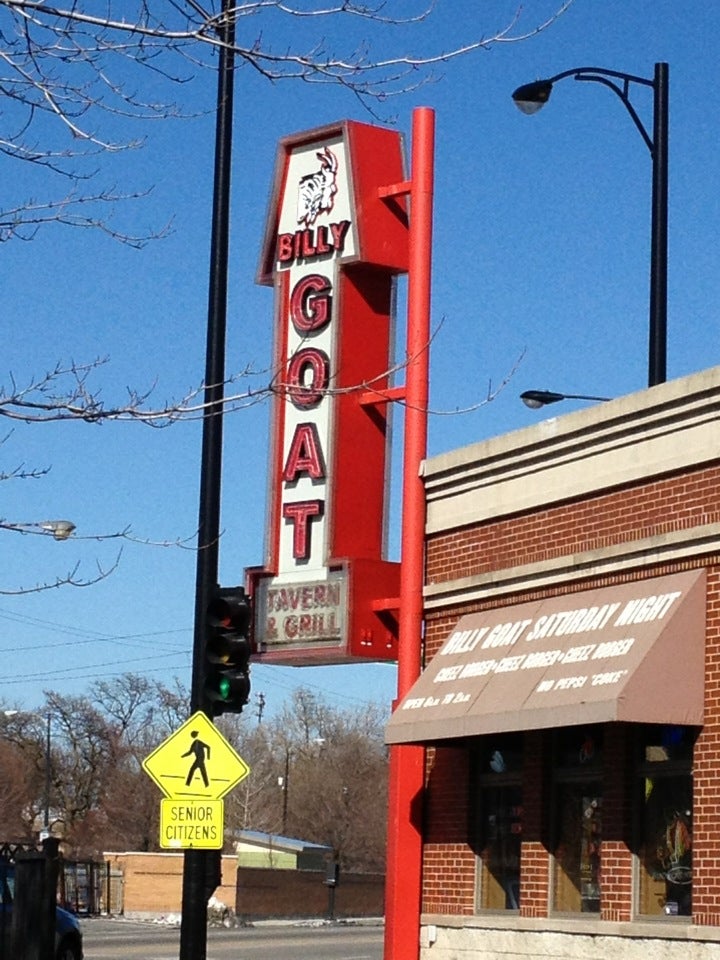 BILLY
GOAT
TAVERN
& GRILL
BILLY GOAT SATURDAY NIGHT
CHEEZ BORGER • CHEEZ BORGER • CHEEZ BORGER
NO PEPSI "COKE"
OPEN
SENIOR
CITIZENS